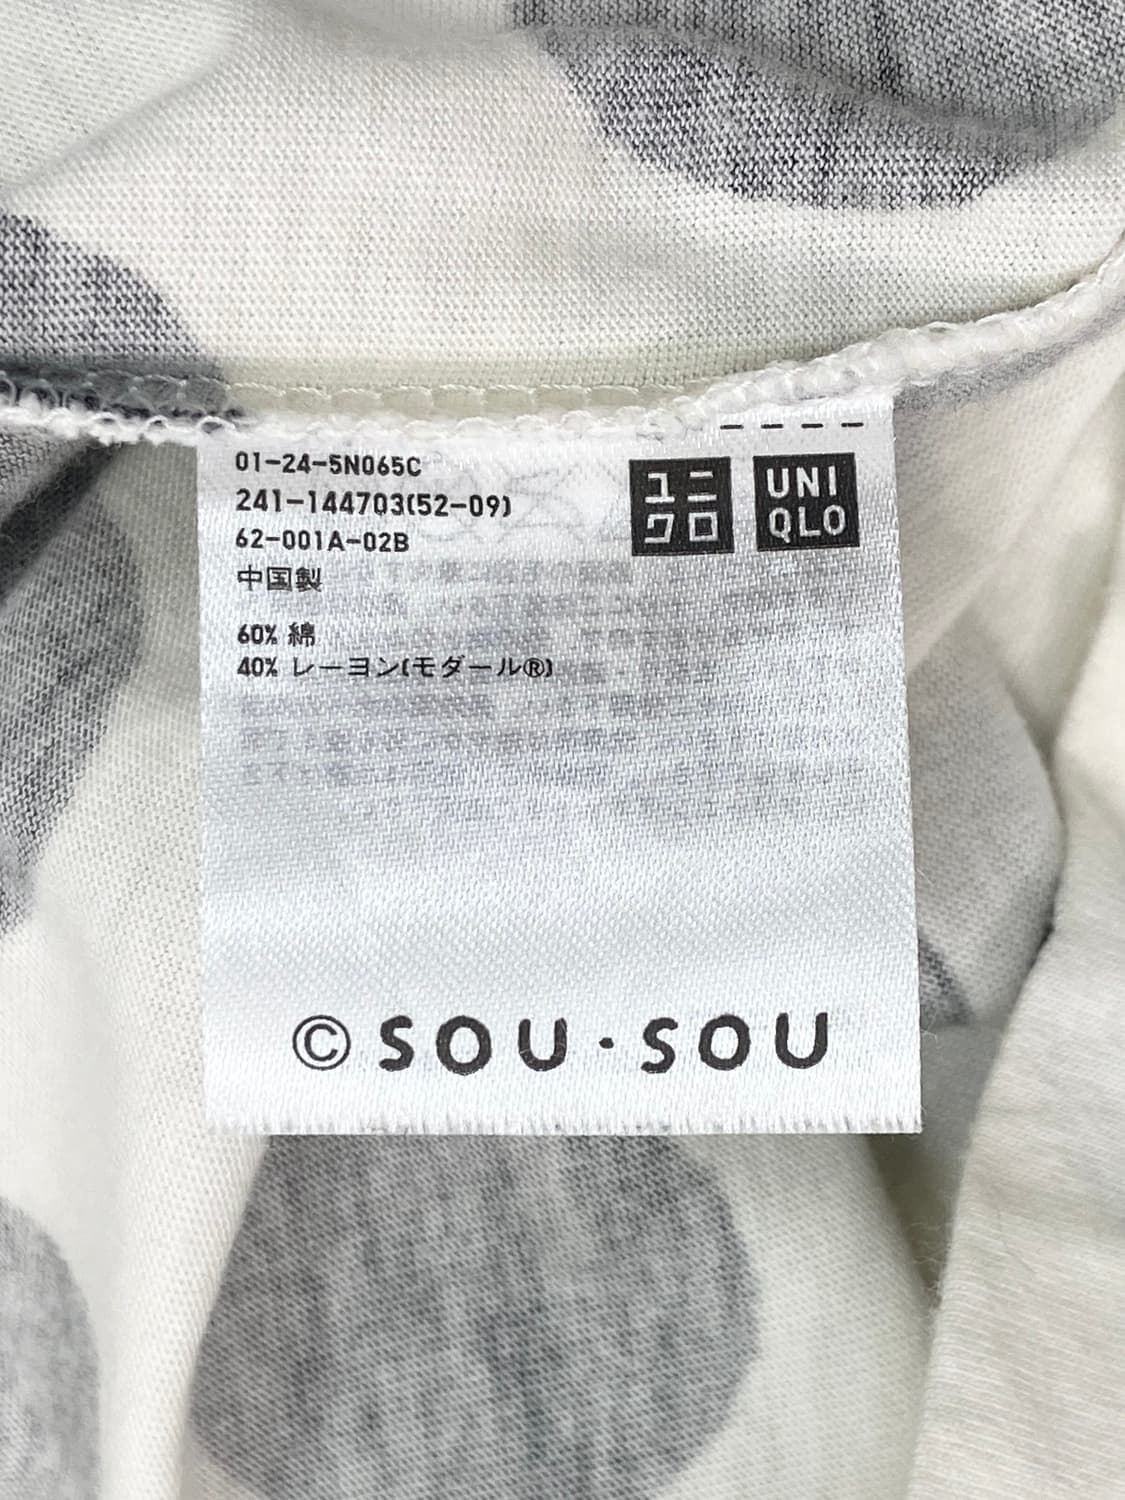 01-24-5N065C
241-144703(52-09)
62-001A-02B
中国製
60% 綿
40% レーヨン(モダール®)
ユニ
クロ
UNI
QLO
© SOU・SOU